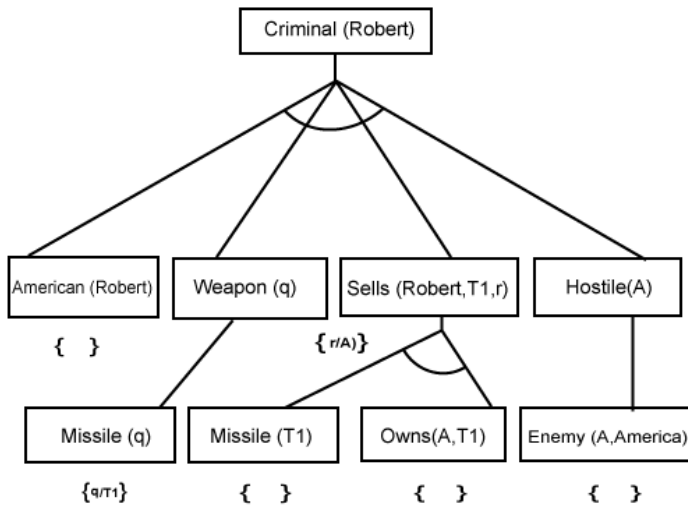 Criminal (Robert)
American (Robert)
Weapon (q)
Sells (Robert,T1,r)
Hostile(A)
{ }
{r/A)}
Missile (q)
Missile (T1)
Owns(A,T1)
Enemy (A,America)
{q/T1}
{ }
{ }
{ }